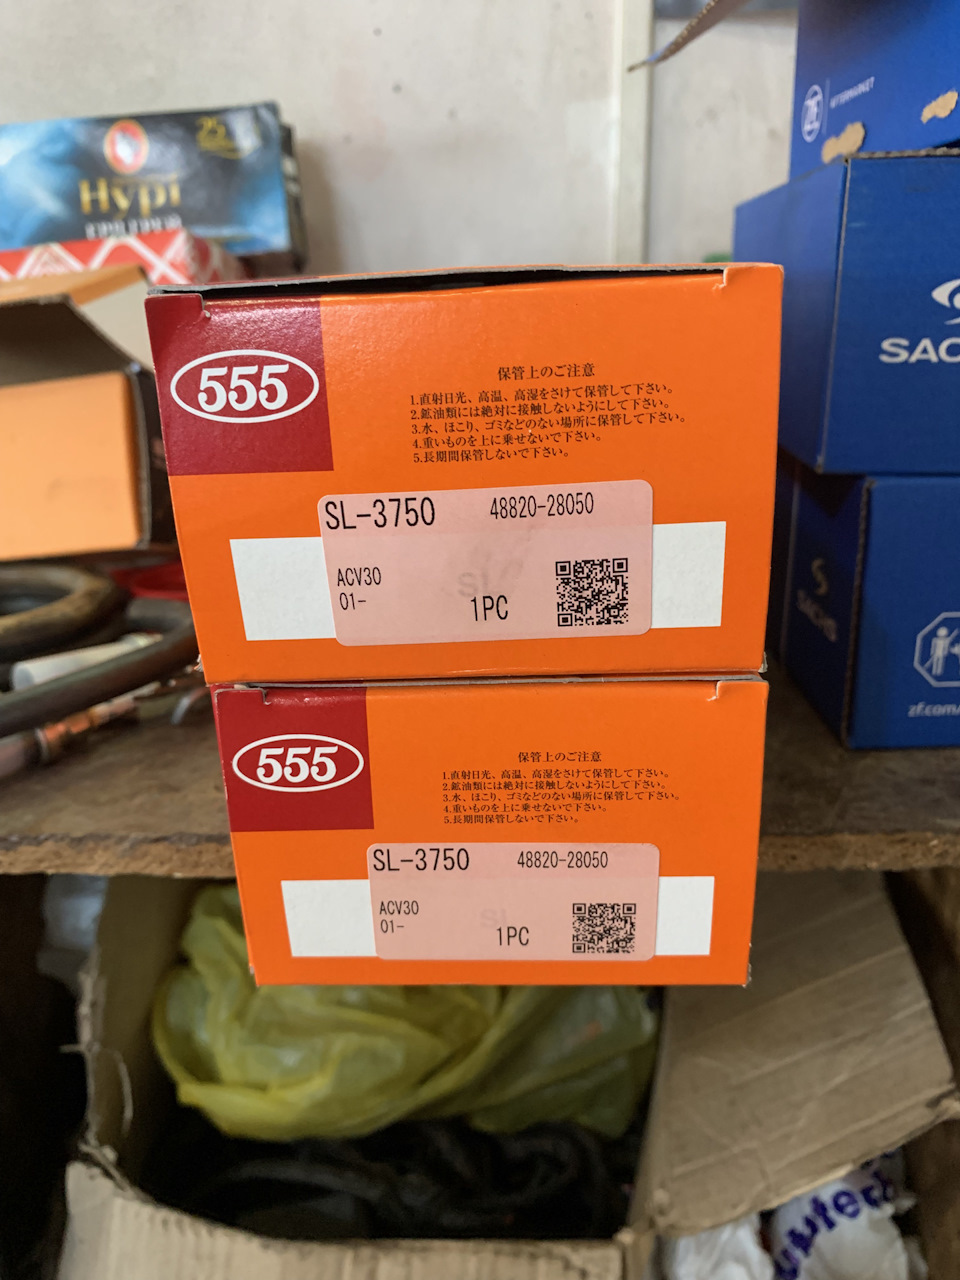 25
Hypi
ZF
AFTERMARKET
SAC
SACHS
zf.com/
555
保管上のご注意
1.直射日光、高温、高湿をさけて保管して下さい。
2.鉱油類には絶対に接触しないようにして下さい。
3.水、ほこり、ゴミなどのない場所に保管して下さい。
4.重いものを上に乗せないで下さい。
5.長期間保管しないで下さい。
SL-3750 48820-28050
ACV30
01-
1PC
555
保管上のご注意
1.直射日光、高温、高湿をさけて保管して下さい。
2.鉱油類には絶対に接触しないようにして下さい。
3.水、ほこり、ゴミなどのない場所に保管して下さい。
4.重いものを上に乗せないで下さい。
5.長期間保管しないで下さい。
SL-3750 48820-28050
ACV30
01-
1PC